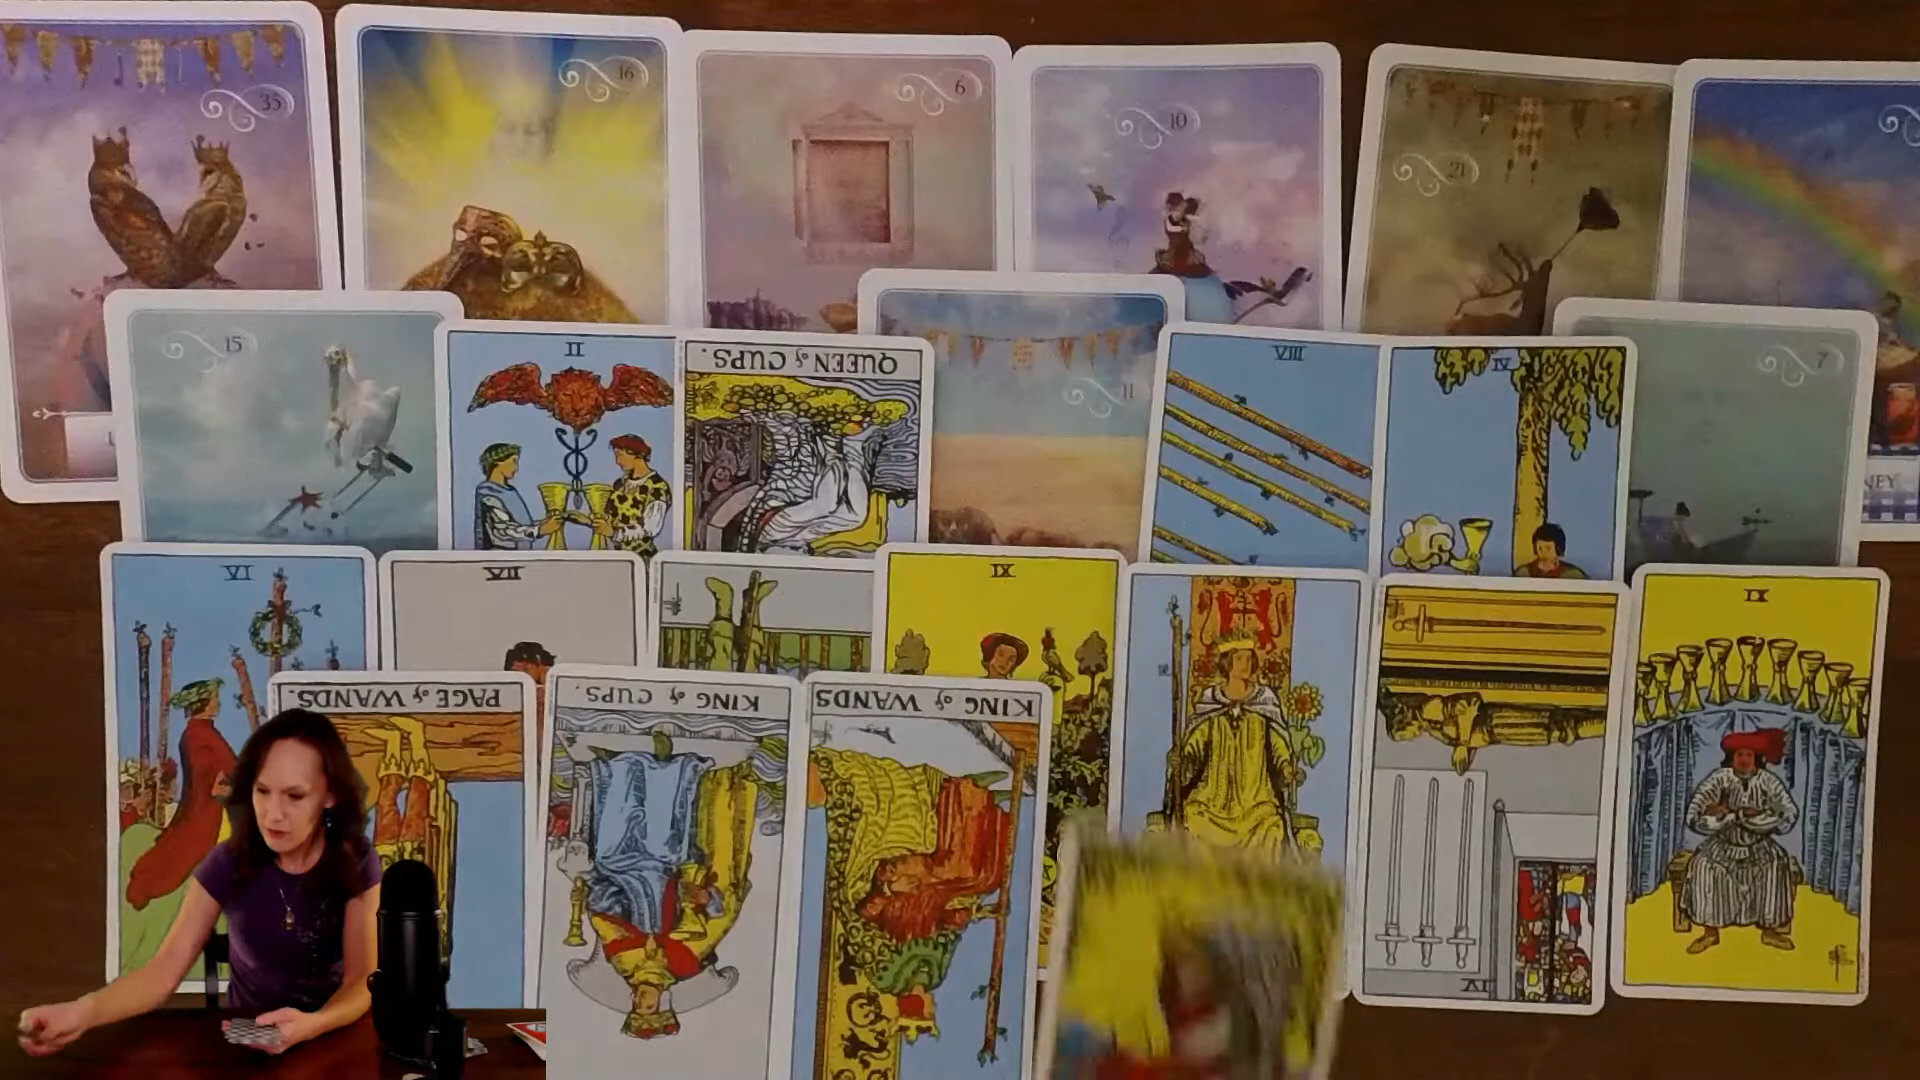 35
16
6
10
21
15
II
QUEEN of CUPS.
11
VIII
IV
7
NEY
VI
VII
IX
IX
PAGE of WANDS.
KING of CUPS.
KING of WANDS
IV